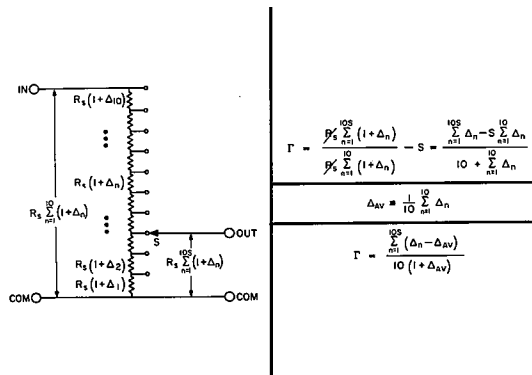 IN
R_s(1+Δ_10)
R_s(1+Δ_n)
R_s Σ_{n=1}^{10}(1+Δ_n)
S
OUT
R_s(1+Δ_2)
R_s Σ_{n=1}^{10S}(1+Δ_n)
R_s(1+Δ_1)
COM
COM
Γ = (R_s Σ_{n=1}^{10S}(1+Δ_n)) / (R_s Σ_{n=1}^{10}(1+Δ_n)) − S = (Σ_{n=1}^{10S} Δ_n − S Σ_{n=1}^{10} Δ_n) / (10 + Σ_{n=1}^{10} Δ_n)
Δ_AV = 1/10 Σ_{n=1}^{10} Δ_n
Γ = (Σ_{n=1}^{10S}(Δ_n − Δ_AV)) / (10(1+Δ_AV))